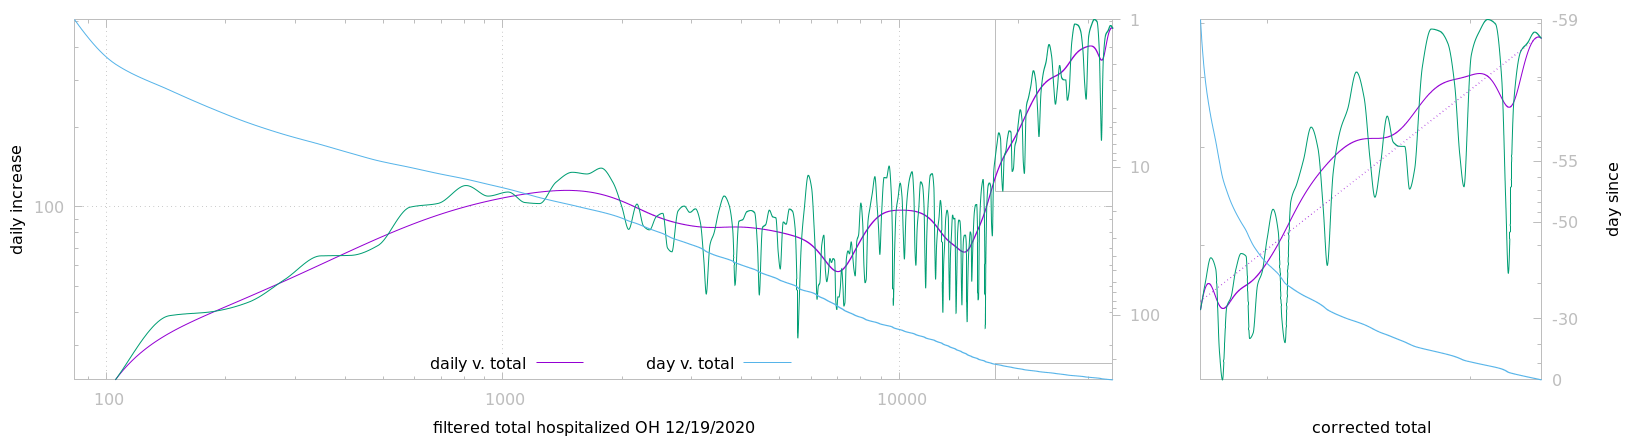 daily increase
100
1
10
100
daily v. total
day v. total
100
1000
10000
filtered total hospitalized OH 12/19/2020
-59
-55
-50
-30
0
day since
corrected total